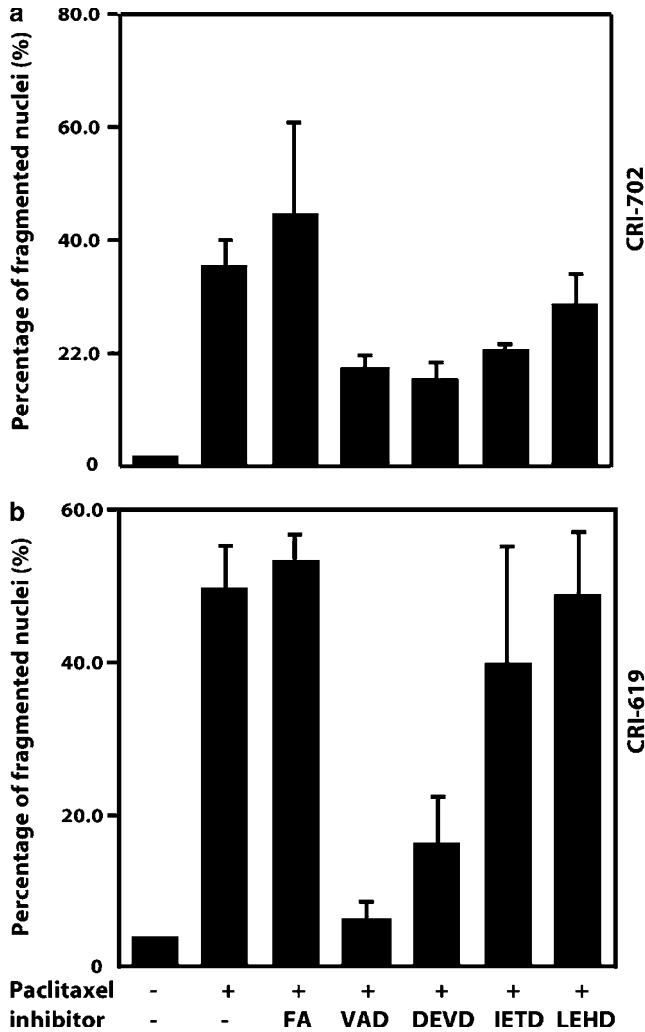 a
80.0
60.0
40.0
22.0
0
Percentage of fragmented nuclei (%)
CRI-702
b
60.0
40.0
20.0
0
Percentage of fragmented nuclei (%)
CRI-619
Paclitaxel - + + + + + +
inhibitor - - FA VAD DEVD IETD LEHD